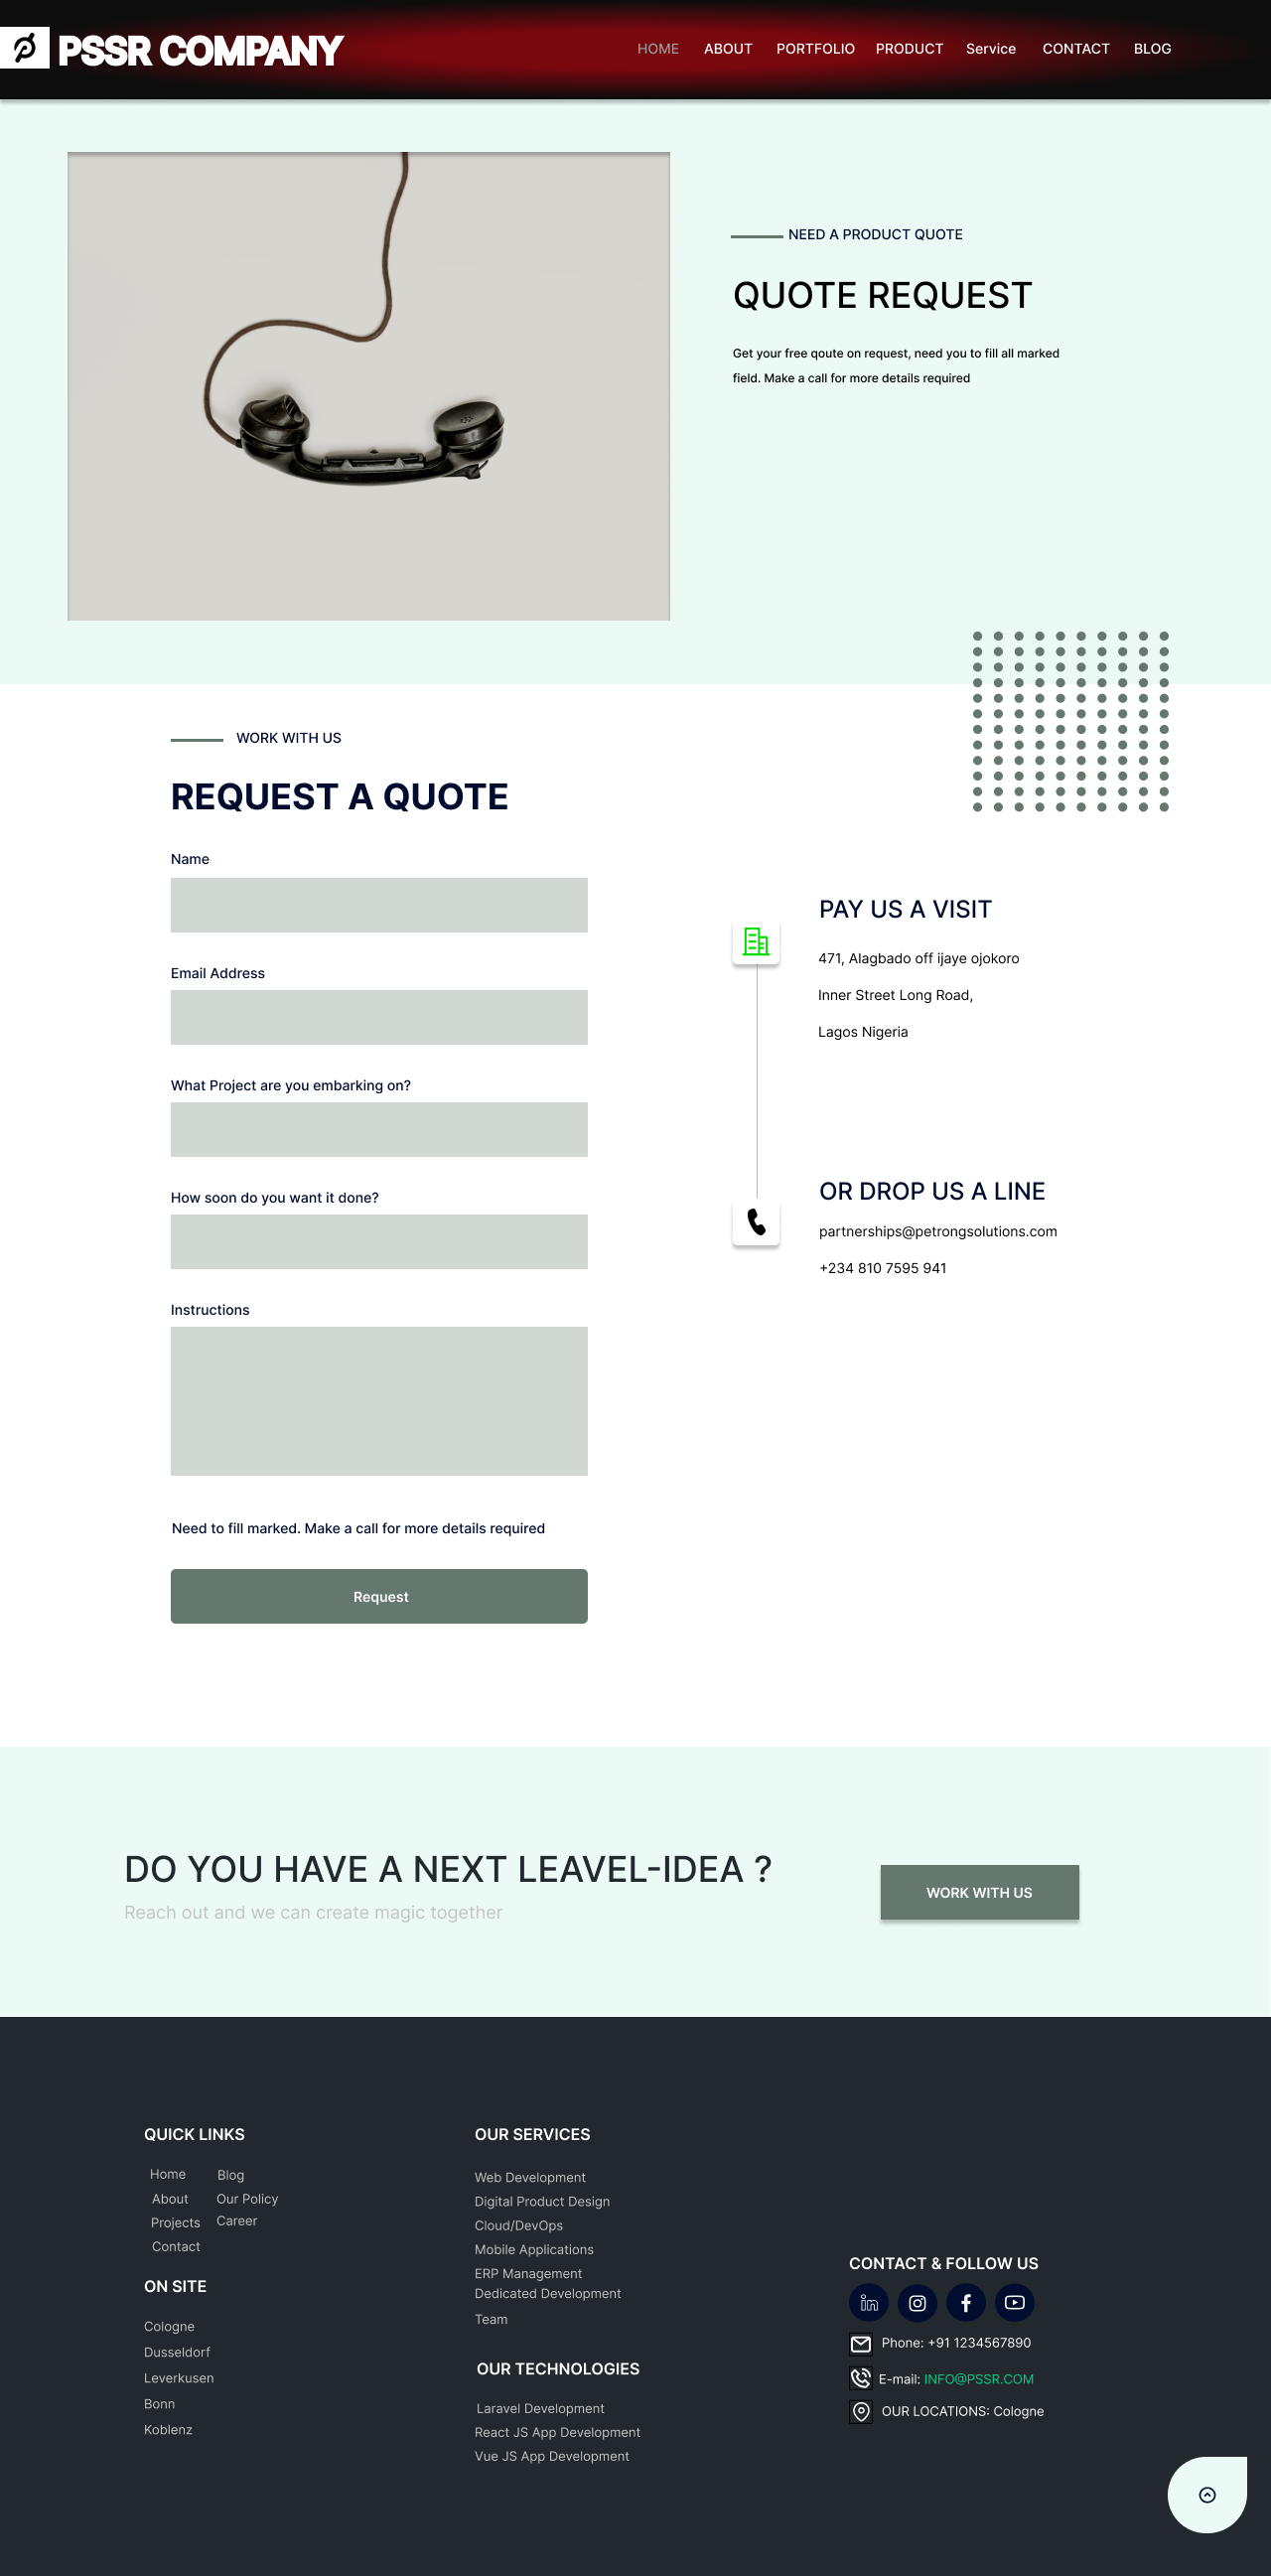 PSSR COMPANY
HOME ABOUT PORTFOLIO PRODUCT Service CONTACT BLOG
NEED A PRODUCT QUOTE
QUOTE REQUEST
Get your free qoute on request, need you to fill all marked
field. Make a call for more details required
WORK WITH US
REQUEST A QUOTE
Name
Email Address
What Project are you embarking on?
How soon do you want it done?
Instructions
Need to fill marked. Make a call for more details required
Request
PAY US A VISIT
471, Alagbado off ijaye ojokoro
Inner Street Long Road,
Lagos Nigeria
OR DROP US A LINE
partnerships@petrongsolutions.com
+234 810 7595 941
DO YOU HAVE A NEXT LEAVEL-IDEA ?
Reach out and we can create magic together
WORK WITH US
QUICK LINKS
Home Blog
About Our Policy
Projects Career
Contact
ON SITE
Cologne
Dusseldorf
Leverkusen
Bonn
Koblenz
OUR SERVICES
Web Development
Digital Product Design
Cloud/DevOps
Mobile Applications
ERP Management
Dedicated Development
Team
OUR TECHNOLOGIES
Laravel Development
React JS App Development
Vue JS App Development
CONTACT & FOLLOW US
in
Phone: +91 1234567890
E-mail: INFO@PSSR.COM
OUR LOCATIONS: Cologne